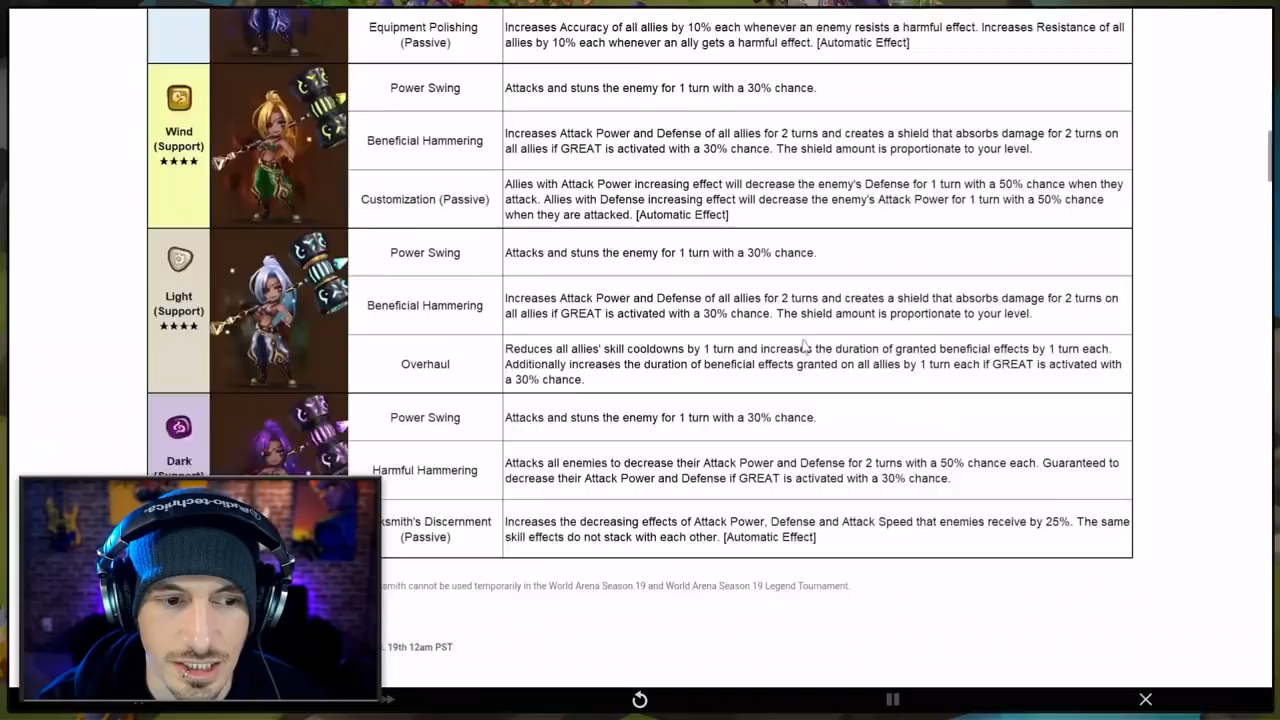 Equipment Polishing
(Passive)
Increases Accuracy of all allies by 10% each whenever an enemy resists a harmful effect. Increases Resistance of all
allies by 10% each whenever an ally gets a harmful effect. [Automatic Effect]
Wind
(Support)
★★★★
Power Swing
Attacks and stuns the enemy for 1 turn with a 30% chance.
Beneficial Hammering
Increases Attack Power and Defense of all allies for 2 turns and creates a shield that absorbs damage for 2 turns on
all allies if GREAT is activated with a 30% chance. The shield amount is proportionate to your level.
Customization (Passive)
Allies with Attack Power increasing effect will decrease the enemy's Defense for 1 turn with a 50% chance when they
attack. Allies with Defense increasing effect will decrease the enemy's Attack Power for 1 turn with a 50% chance
when they are attacked. [Automatic Effect]
Light
(Support)
★★★★
Power Swing
Attacks and stuns the enemy for 1 turn with a 30% chance.
Beneficial Hammering
Increases Attack Power and Defense of all allies for 2 turns and creates a shield that absorbs damage for 2 turns on
all allies if GREAT is activated with a 30% chance. The shield amount is proportionate to your level.
Overhaul
Reduces all allies' skill cooldowns by 1 turn and increases the duration of granted beneficial effects by 1 turn each.
Additionally increases the duration of beneficial effects granted on all allies by 1 turn each if GREAT is activated with
a 30% chance.
Dark
(Support)
Power Swing
Attacks and stuns the enemy for 1 turn with a 30% chance.
Harmful Hammering
Attacks all enemies to decrease their Attack Power and Defense for 2 turns with a 50% chance each. Guaranteed to
decrease their Attack Power and Defense if GREAT is activated with a 30% chance.
ksmith's Discernment
(Passive)
Increases the decreasing effects of Attack Power, Defense and Attack Speed that enemies receive by 25%. The same
skill effects do not stack with each other. [Automatic Effect]
smith cannot be used temporarily in the World Arena Season 19 and World Arena Season 19 Legend Tournament.
. 19th 12am PST
audio-technica